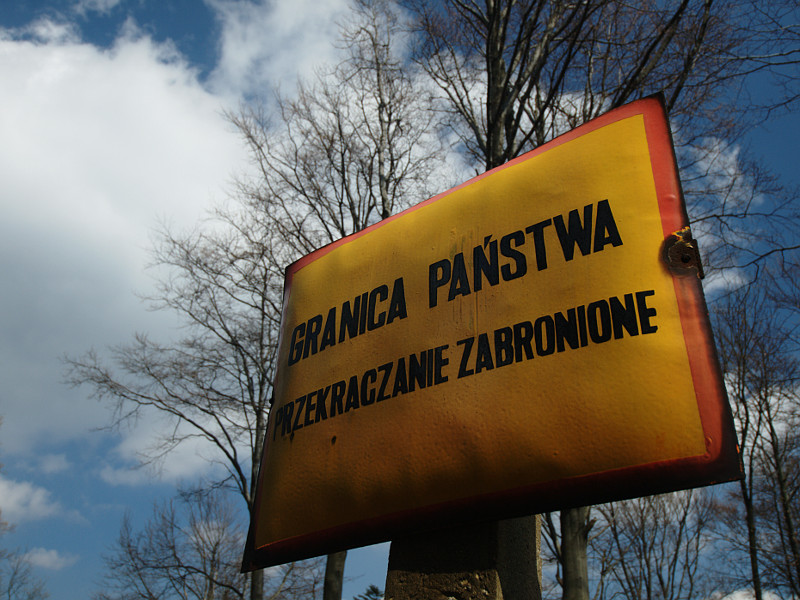 GRANICA PAŃSTWA
PRZEKRACZANIE ZABRONIONE